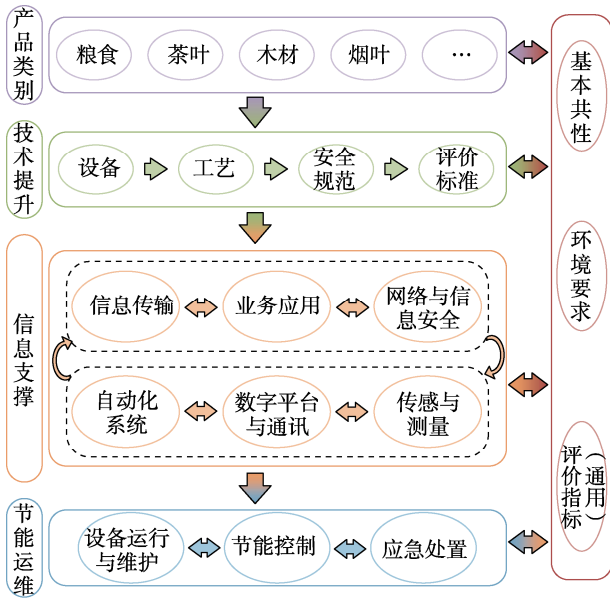 产品类别
粮食
茶叶
木材
烟叶
…
技术提升
设备
工艺
安全
规范
评价
标准
信息支撑
信息传输
业务应用
网络与信
息安全
自动化
系统
数字平台
与通讯
传感与
测量
节能运维
设备运行
与维护
节能控制
应急处置
基本共性
环境要求
(通用)
评价指标